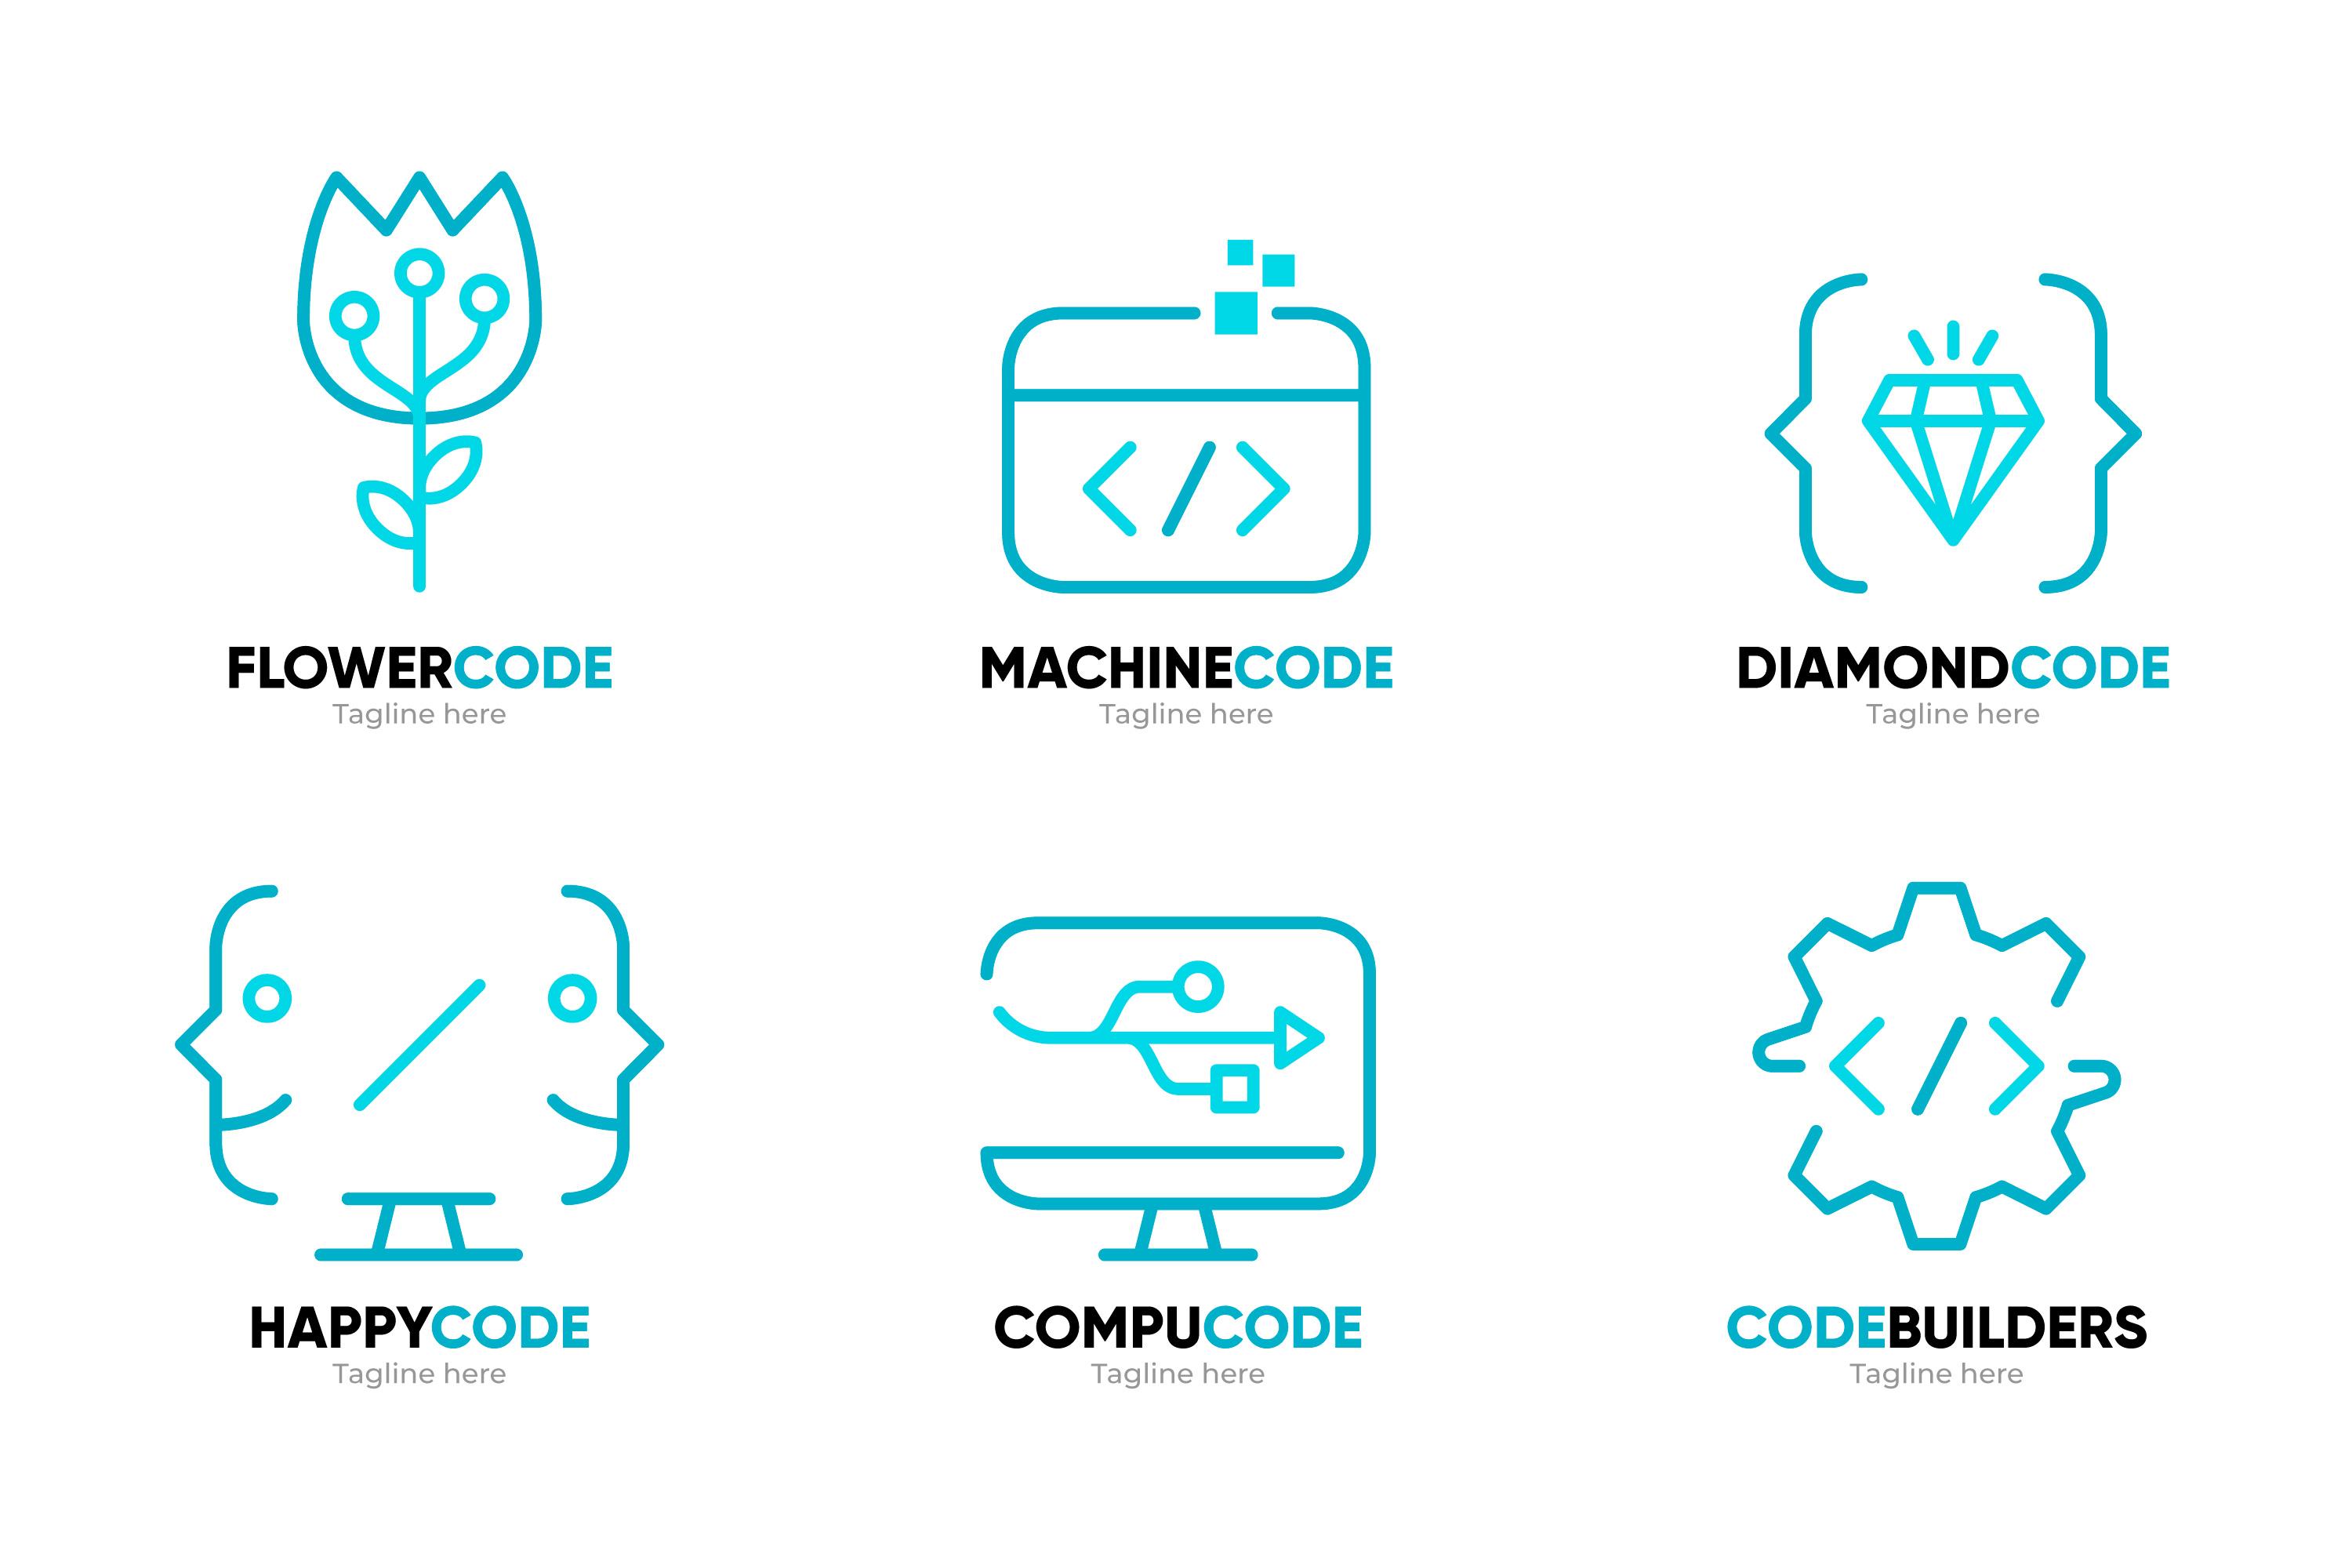 </>
FLOWERCODE
Tagline here
MACHINECODE
Tagline here
DIAMONDCODE
Tagline here
</>
HAPPYCODE
Tagline here
COMPUCODE
Tagline here
CODEBUILDERS
Tagline here